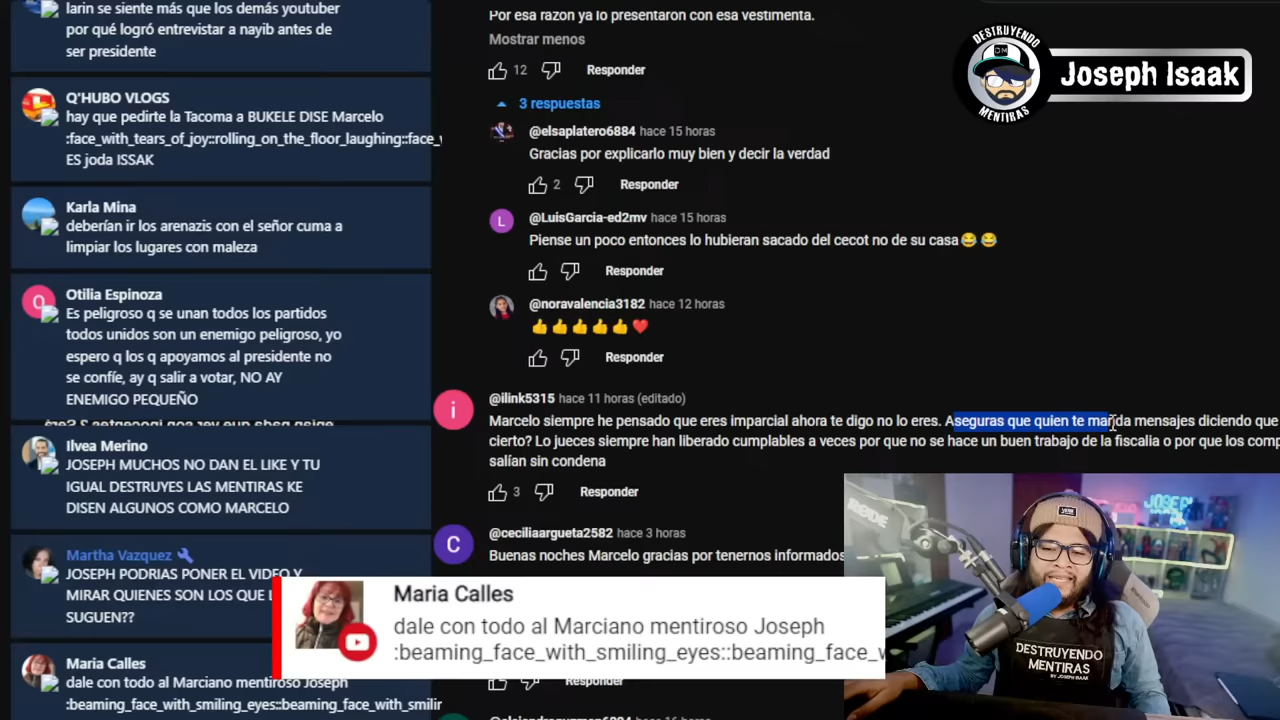 larin se siente más que los demás youtuber
por qué logró entrevistar a nayib antes de
ser presidente
Q'HUBO VLOGS
hay que pedirte la Tacoma a BUKELE DISE Marcelo
:face_with_tears_of_joy::rolling_on_the_floor_laughing::face_w
ES joda ISSAK
Karla Mina
deberían ir los arenazis con el señor cuma a
limpiar los lugares con maleza
Otilia Espinoza
Es peligroso q se unan todos los partidos
todos unidos son un enemigo peligroso, yo
espero q los q apoyamos al presidente no
se confíe, ay q salir a votar, NO AY
ENEMIGO PEQUEÑO
Ilvea Merino
JOSEPH MUCHOS NO DAN EL LIKE Y TU
IGUAL DESTRUYES LAS MENTIRAS KE
DISEN ALGUNOS COMO MARCELO
Martha Vazquez
JOSEPH PODRIAS PONER EL VIDEO Y
MIRAR QUIENES SON LOS QUE L
SUGUEN??
Maria Calles
dale con todo al Marciano mentiroso Joseph
:beaming_face_with_smiling_eyes::beaming_face_with_smilin
Por esa razon ya lo presentaron con esa vestimenta.
Mostrar menos
12 Responder
3 respuestas
@elsaplatero6884 hace 15 horas
Gracias por explicarlo muy bien y decir la verdad
2 Responder
L
@LuisGarcia-ed2mv hace 15 horas
Piense un poco entonces lo hubieran sacado del cecot no de su casa😂😂
Responder
@noravalencia3182 hace 12 horas
👍👍👍👍👍❤️
Responder
i
@ilink5315 hace 11 horas (editado)
Marcelo siempre he pensado que eres imparcial ahora te digo no lo eres. Aseguras que quien te manda mensajes diciendo que
cierto? Lo jueces siempre han liberado cumplables a veces por que no se hace un buen trabajo de la fiscalia o por que los comp
salían sin condena
3 Responder
C
@ceciliaargueta2582 hace 3 horas
Buenas noches Marcelo gracias por tenernos informados
Maria Calles
dale con todo al Marciano mentiroso Joseph
:beaming_face_with_smiling_eyes::beaming_face_w
Responder
DESTRUYENDO
DM
MENTIRAS
Joseph Isaak
RODE
JOSEPH
DESTRUYENDO
MENTIRAS
BY JOSEPH ISAAK